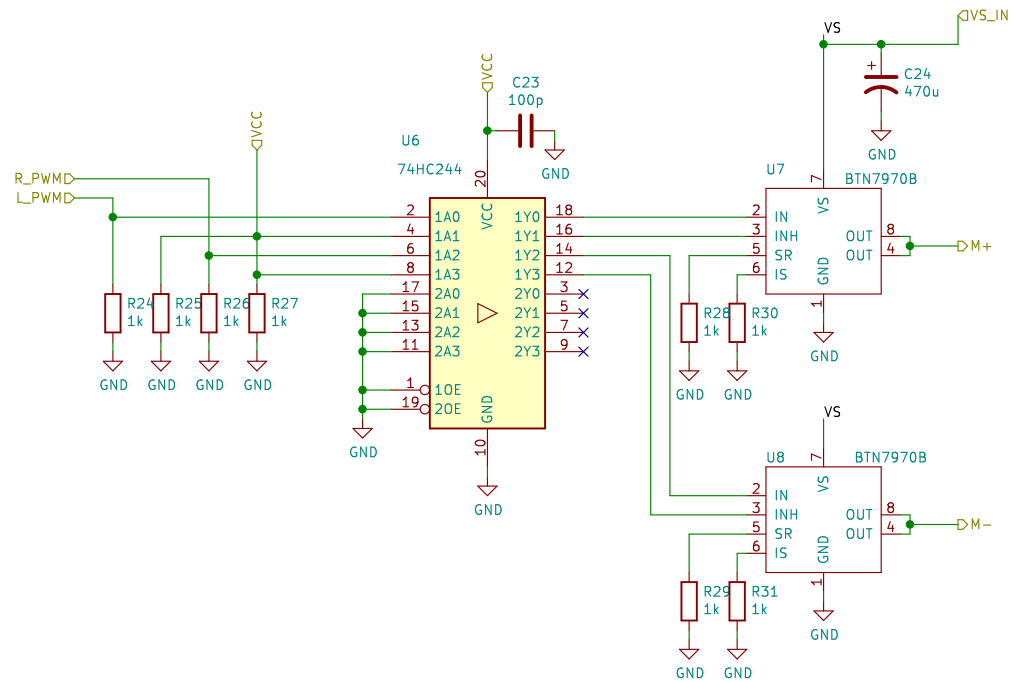 VS
VS_IN
C24
470u
GND
VCC
C23
100p
GND
VCC
R_PWM
L_PWM
U6
74HC244
20
VCC
2 1A0 1Y0 18
4 1A1 1Y1 16
6 1A2 1Y2 14
8 1A3 1Y3 12
17 2A0 2Y0 3
15 2A1 2Y1 5
13 2A2 2Y2 7
11 2A3 2Y3 9
1 1OE
19 2OE
GND
10
GND
GND
R24
1k
GND
R25
1k
GND
R26
1k
GND
R27
1k
GND
U7
BTN7970B
7
VS
2 IN
3 INH OUT 8
5 SR OUT 4
6 IS
GND
1
GND
M+
R28
1k
GND
R30
1k
GND
VS
U8
BTN7970B
7
VS
2 IN
3 INH OUT 8
5 SR OUT 4
6 IS
GND
1
GND
M-
R29
1k
GND
R31
1k
GND